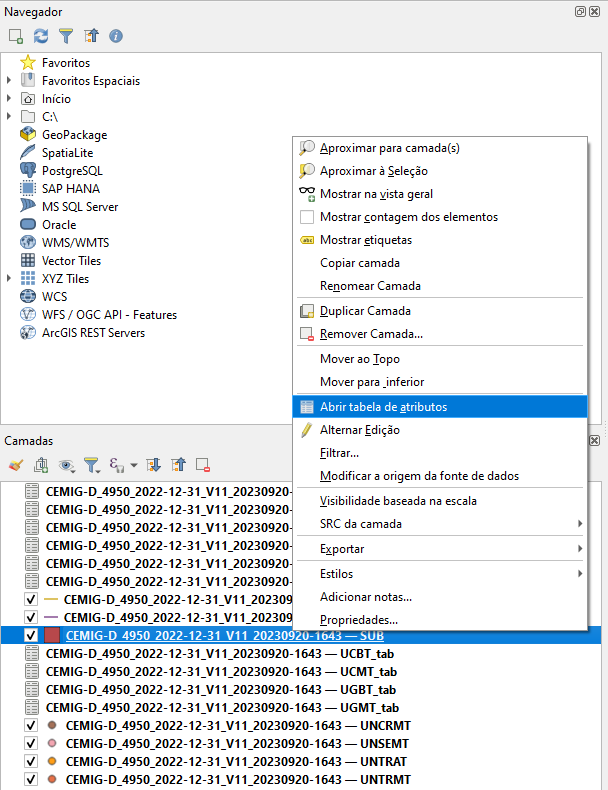 Navegador
Favoritos
Favoritos Espaciais
Início
C:\
GeoPackage
SpatiaLite
PostgreSQL
SAP HANA
MS SQL Server
Oracle
WMS/WMTS
Vector Tiles
XYZ Tiles
WCS
WFS / OGC API - Features
ArcGIS REST Servers
Aproximar para camada(s)
Aproximar à Seleção
Mostrar na vista geral
Mostrar contagem dos elementos
abc Mostrar etiquetas
Copiar camada
Renomear Camada
Duplicar Camada
Remover Camada...
Mover ao Topo
Mover para _inferior
Abrir tabela de atributos
Alternar Edição
Filtrar...
Modificar a origem da fonte de dados
Visibilidade baseada na escala
SRC da camada
Exportar
Estilos
Adicionar notas...
Propriedades...
Camadas
CEMIG-D_4950_2022-12-31_V11_20230920-
CEMIG-D_4950_2022-12-31_V11_20230920-
CEMIG-D_4950_2022-12-31_V11_20230920-
CEMIG-D_4950_2022-12-31_V11_20230920-
CEMIG-D_4950_2022-12-31_V11_20230920-
CEMIG-D_4950_2022-12-31_V11_20230920-
CEMIG-D_4950_2022-12-31_V11_20230920-
CEMIG-D_4950_2022-12-31_V11_20230920-
CEMIG-D_4950_2022-12-31_V11_20230920-1643 — SUB
CEMIG-D_4950_2022-12-31_V11_20230920-1643 — UCBT_tab
CEMIG-D_4950_2022-12-31_V11_20230920-1643 — UCMT_tab
CEMIG-D_4950_2022-12-31_V11_20230920-1643 — UGBT_tab
CEMIG-D_4950_2022-12-31_V11_20230920-1643 — UGMT_tab
CEMIG-D_4950_2022-12-31_V11_20230920-1643 — UNCRMT
CEMIG-D_4950_2022-12-31_V11_20230920-1643 — UNSEMT
CEMIG-D_4950_2022-12-31_V11_20230920-1643 — UNTRAT
CEMIG-D_4950_2022-12-31_V11_20230920-1643 — UNTRMT